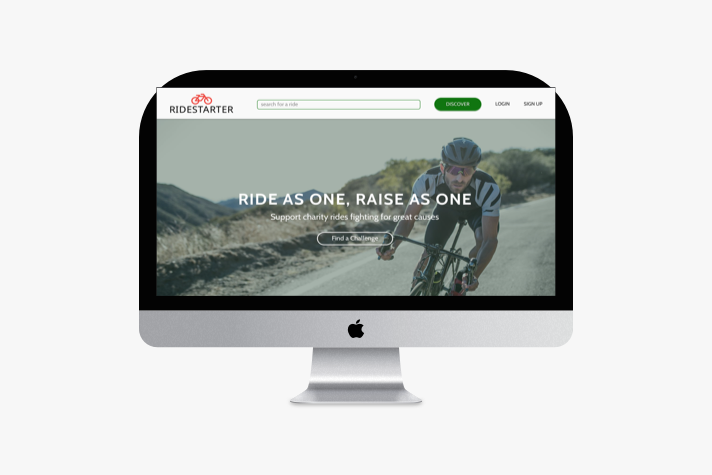 RIDESTARTER
search for a ride
DISCOVER
LOGIN
SIGN UP
RIDE AS ONE, RAISE AS ONE
Support charity rides fighting for great causes
Find a Challenge